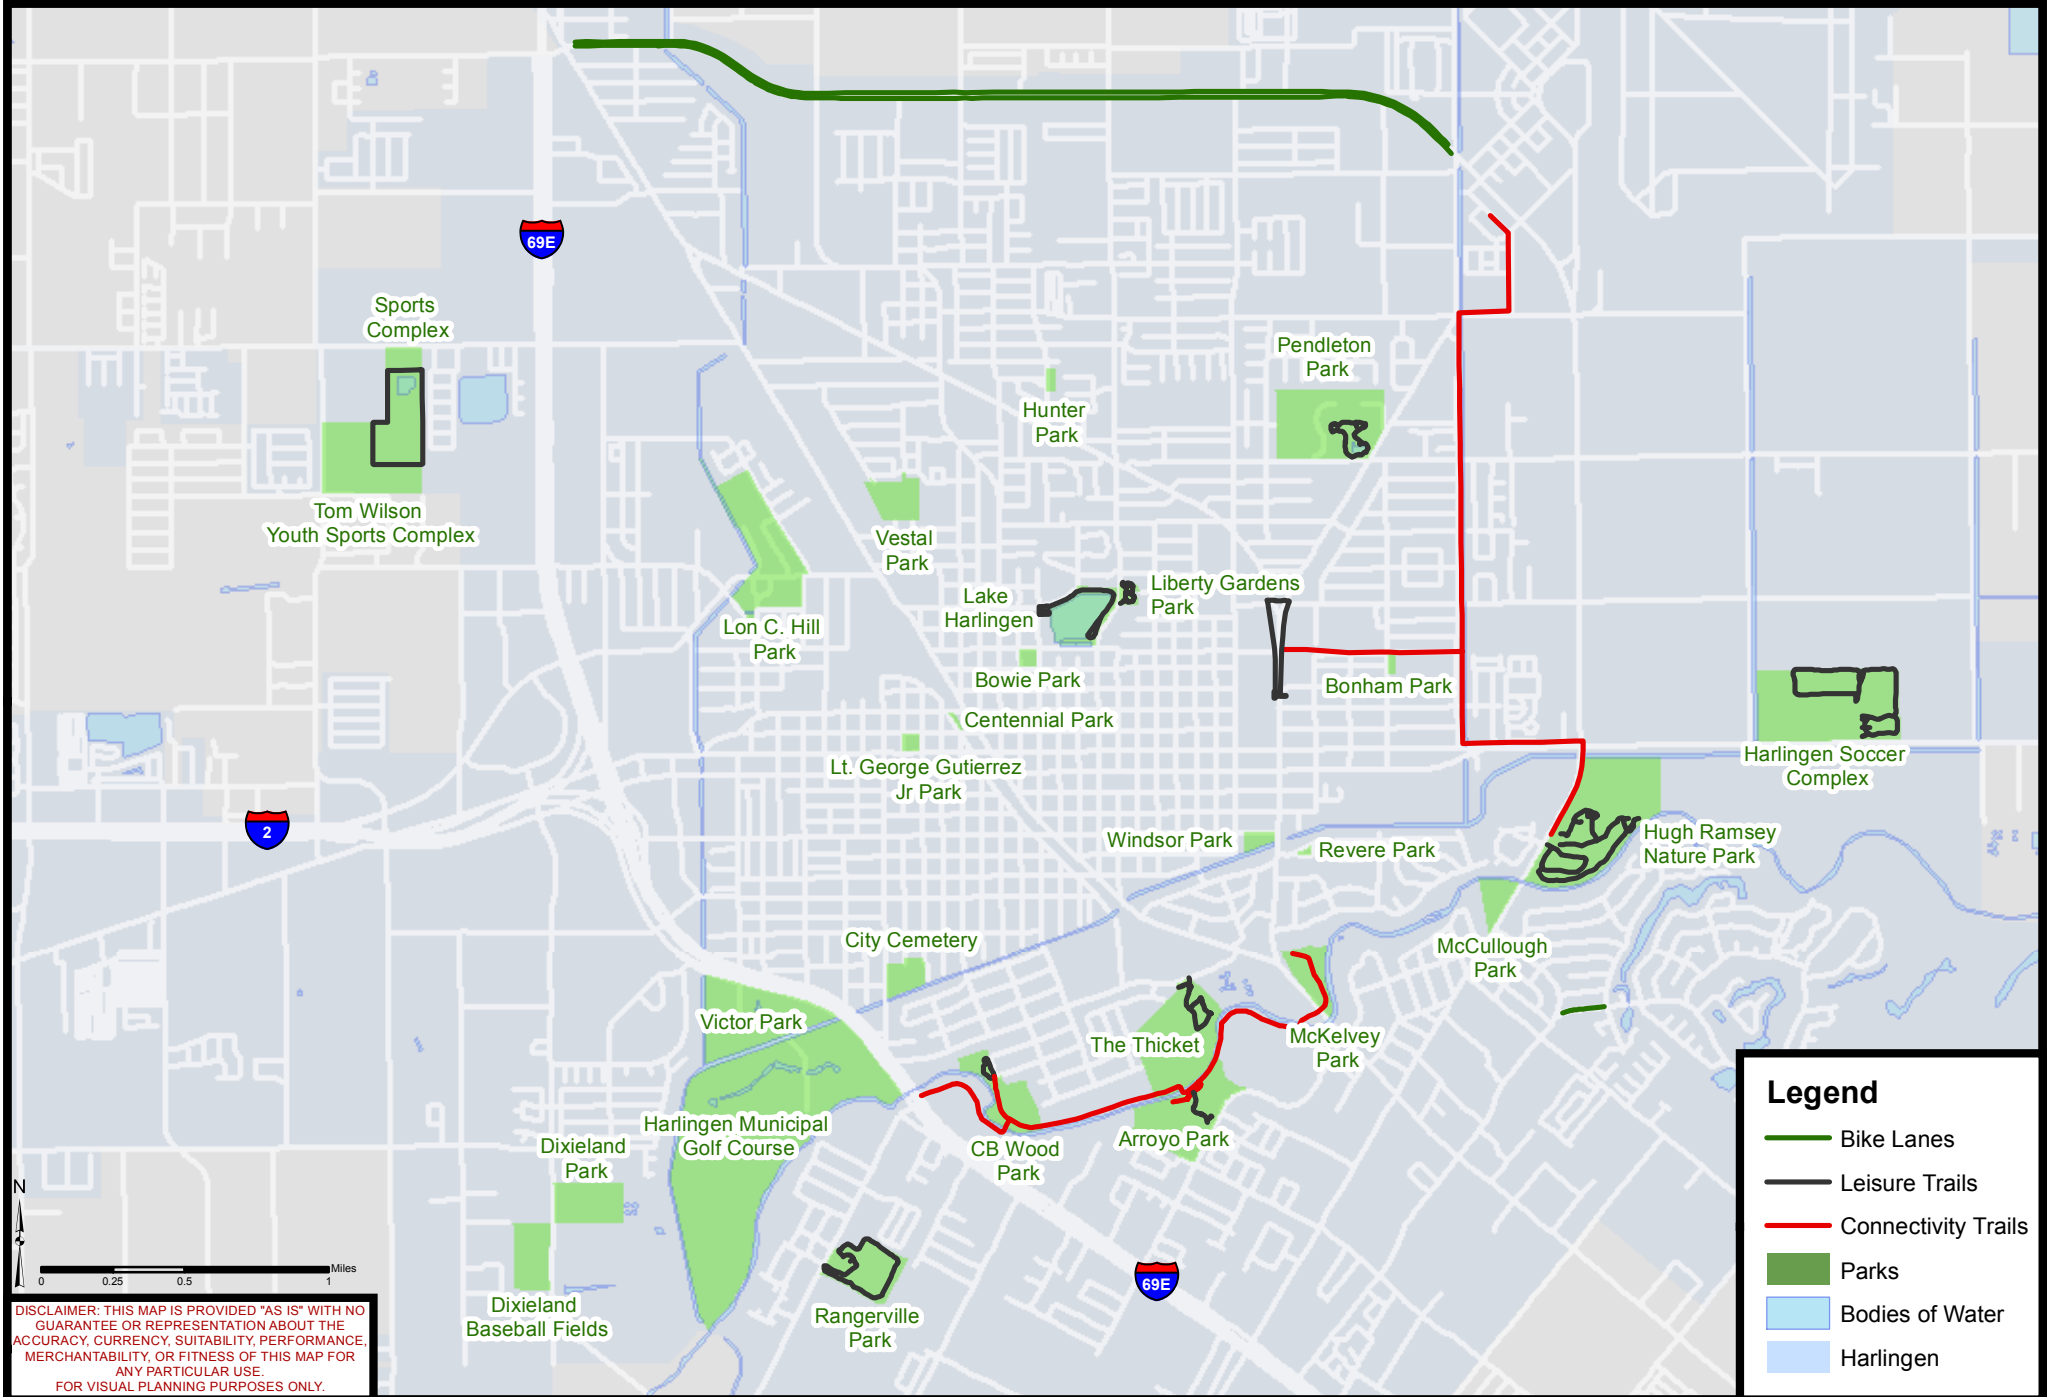 69E
Sports
Complex
Pendleton
Park
Hunter
Park
Tom Wilson
Youth Sports Complex
Vestal
Park
Lake
Harlingen
Liberty Gardens
Park
Lon C. Hill
Park
Bowie Park
Bonham Park
Centennial Park
Lt. George Gutierrez
Jr Park
Harlingen Soccer
Complex
2
Windsor Park
Revere Park
Hugh Ramsey
Nature Park
City Cemetery
McCullough
Park
Victor Park
The Thicket
McKelvey
Park
Harlingen Municipal
Golf Course
CB Wood
Park
Arroyo Park
Dixieland
Park
Dixieland
Baseball Fields
Rangerville
Park
69E
N
Miles
0 0.25 0.5 1
DISCLAIMER: THIS MAP IS PROVIDED "AS IS" WITH NO
GUARANTEE OR REPRESENTATION ABOUT THE
ACCURACY, CURRENCY, SUITABILITY, PERFORMANCE,
MERCHANTABILITY, OR FITNESS OF THIS MAP FOR
ANY PARTICULAR USE.
FOR VISUAL PLANNING PURPOSES ONLY.
Legend
Bike Lanes
Leisure Trails
Connectivity Trails
Parks
Bodies of Water
Harlingen